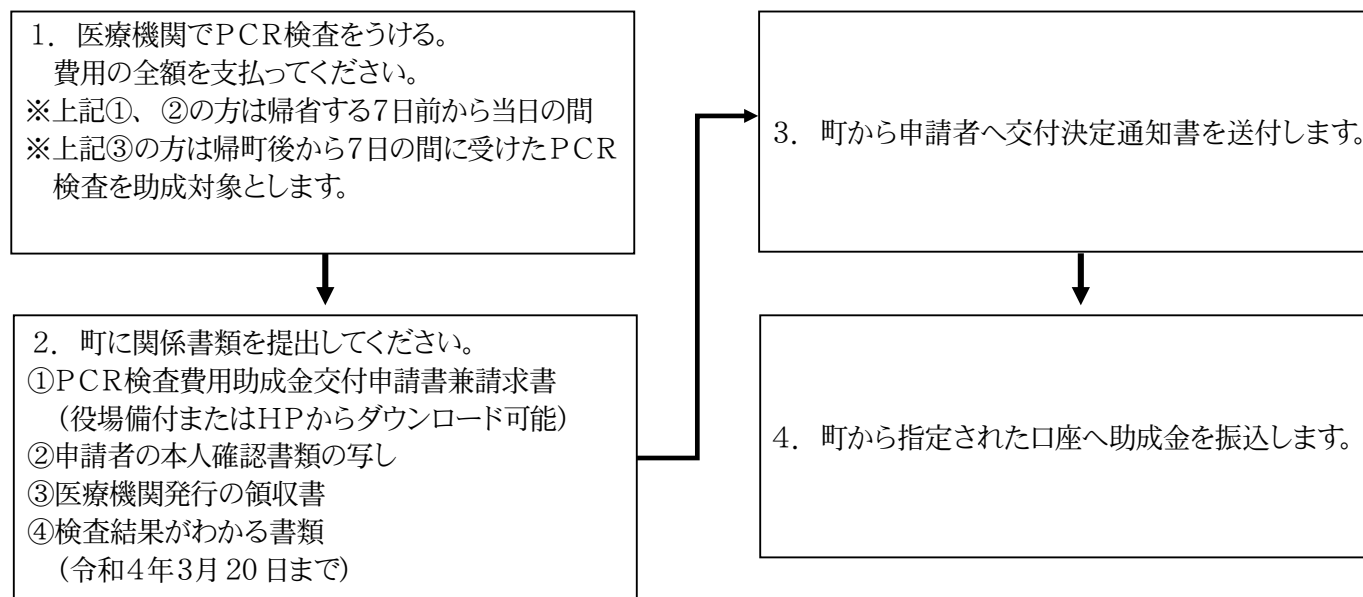 1. 医療機関でPCR検査をうける。
費用の全額を支払ってください。
※上記①、②の方は帰省する7日前から当日の間
※上記③の方は帰町後から7日の間に受けたPCR
検査を助成対象とします。
2. 町に関係書類を提出してください。
①PCR検査費用助成金交付申請書兼請求書
(役場備付またはHPからダウンロード可能)
②申請者の本人確認書類の写し
③医療機関発行の領収書
④検査結果がわかる書類
(令和4年3月20日まで)
3. 町から申請者へ交付決定通知書を送付します。
4. 町から指定された口座へ助成金を振込します。